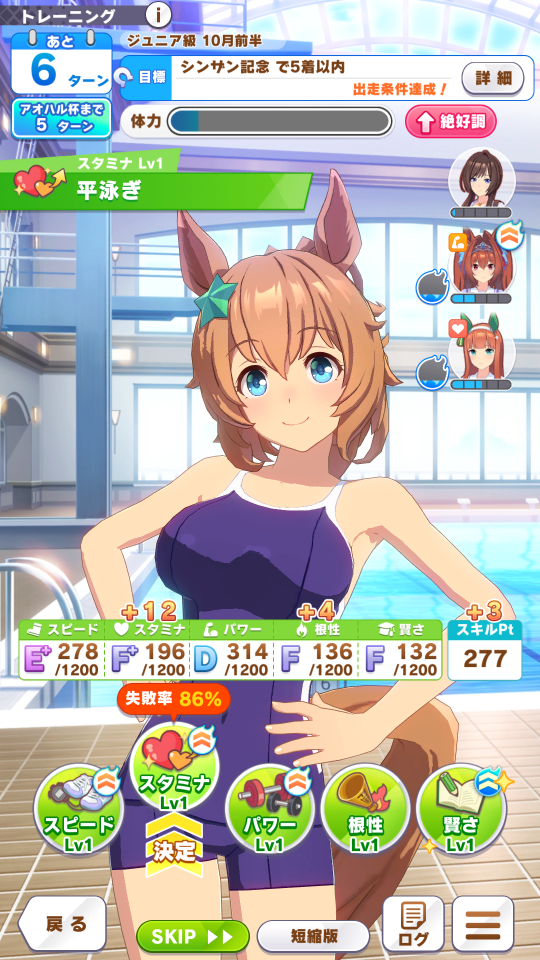 トレーニング
i
あと
6 ターン
アオハル杯まで
5 ターン
ジュニア級 10月前半
目標
シンザン記念 で5着以内
出走条件達成！
詳細
体力
絶好調
スタミナ Lv1
平泳ぎ
+12
+4
+3
スピード
スタミナ
パワー
根性
賢さ
スキルPt
E+ 278
/1200
F+ 196
/1200
D 314
/1200
F 136
/1200
F 132
/1200
277
失敗率 86%
スピード
Lv1
スタミナ
Lv1
パワー
Lv1
根性
Lv1
賢さ
Lv1
決定
戻る
SKIP
短縮版
ログ